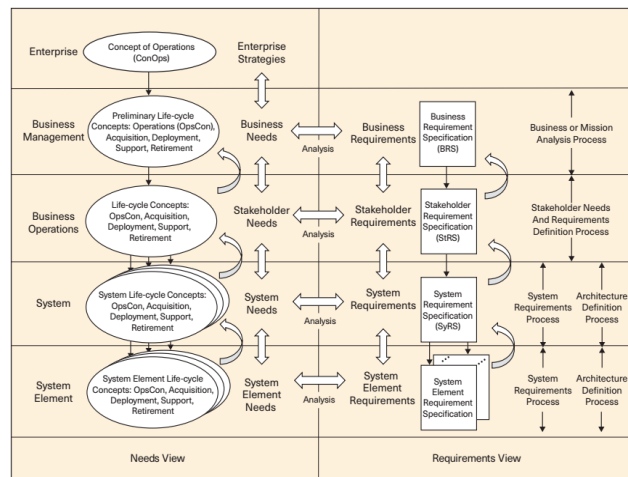 Enterprise
Concept of Operations
(ConOps)
Enterprise
Strategies
Business
Management
Preliminary Life-cycle
Concepts: Operations (OpsCon),
Acquisition, Deployment,
Support, Retirement
Business
Needs
Analysis
Business
Requirements
Business
Requirement
Specification
(BRS)
Business or Mission
Analysis Process
Business
Operations
Life-cycle Concepts:
OpsCon, Acquisition,
Deployment, Support,
Retirement
Stakeholder
Needs
Analysis
Stakeholder
Requirements
Stakeholder
Requirement
Specification
(StRS)
Stakeholder Needs
And Requirements
Definition Process
System
System Life-cycle Concepts:
OpsCon, Acquisition,
Deployment, Support,
Retirement
System
Needs
Analysis
System
Requirements
System
Requirement
Specification
(SyRS)
System
Requirements
Process
Architecture
Definition
Process
System
Element
System Element Life-cycle
Concepts: OpsCon, Acquisition,
Deployment, Support,
Retirement
System
Element
Needs
Analysis
System
Element
Requirements
System
Element
Requirement
Specification
System
Requirements
Process
Architecture
Definition
Process
Needs View
Requirements View